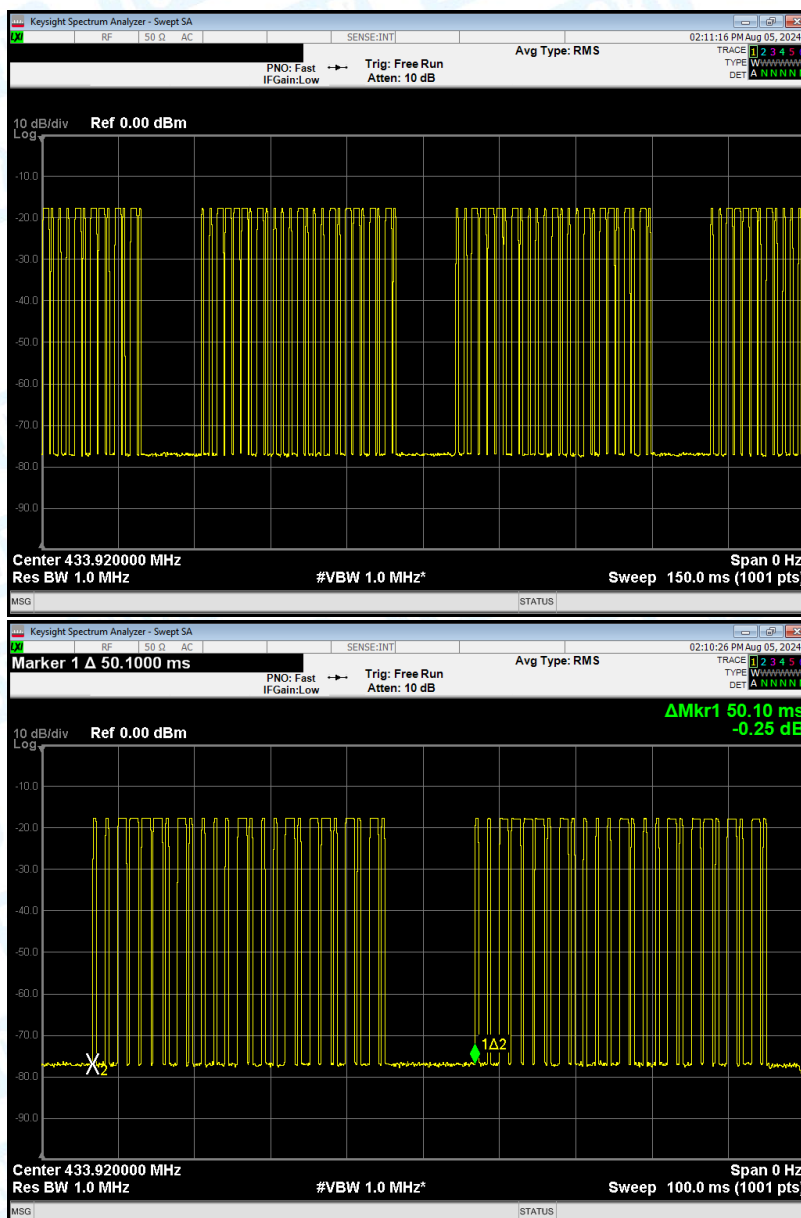 Keysight Spectrum Analyzer - Swept SA
LXI RF 50 Ω AC SENSE:INT 02:11:16 PM Aug 05, 2024
Avg Type: RMS TRACE 1 2 3 4 5
PNO: Fast Trig: Free Run TYPE
IFGain:Low Atten: 10 dB DET A N N N N
10 dB/div Ref 0.00 dBm
Log
-10.0
-20.0
-30.0
-40.0
-50.0
-60.0
-70.0
-80.0
-90.0
Center 433.920000 MHz Span 0 Hz
Res BW 1.0 MHz #VBW 1.0 MHz* Sweep 150.0 ms (1001 pts)
MSG STATUS
Keysight Spectrum Analyzer - Swept SA
LXI RF 50 Ω AC SENSE:INT 02:10:26 PM Aug 05, 2024
Marker 1 Δ 50.1000 ms Avg Type: RMS TRACE 1 2 3 4 5
PNO: Fast Trig: Free Run TYPE
IFGain:Low Atten: 10 dB DET A N N N N
ΔMkr1 50.10 ms
10 dB/div Ref 0.00 dBm -0.25 dB
Log
-10.0
-20.0
-30.0
-40.0
-50.0
-60.0
-70.0
1Δ2
2
-80.0
-90.0
Center 433.920000 MHz Span 0 Hz
Res BW 1.0 MHz #VBW 1.0 MHz* Sweep 100.0 ms (1001 pts)
MSG STATUS